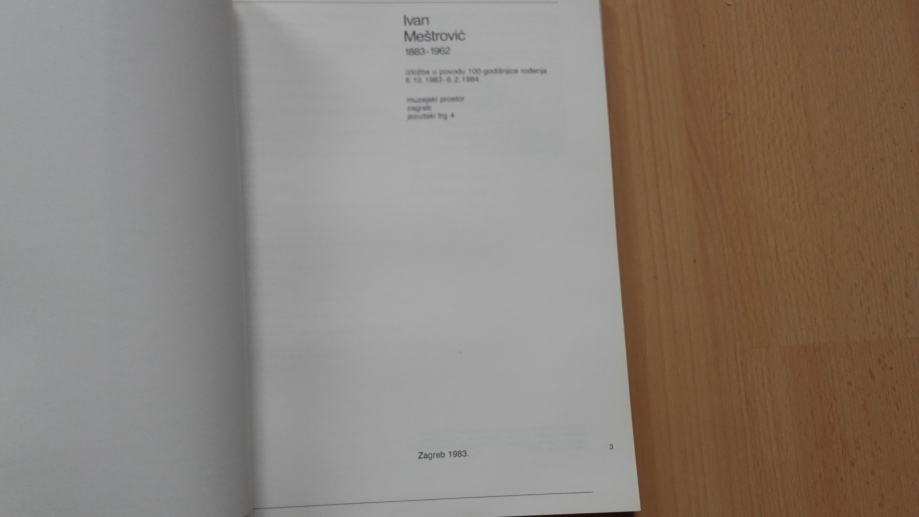 Ivan
Meštrović
1883-1962
izložba u povodu 100-godišnjice rođenja
6. 10. 1983 - 6. 2. 1984.
muzejski prostor
zagreb
jezuitski trg 4
Zagreb 1983.
3